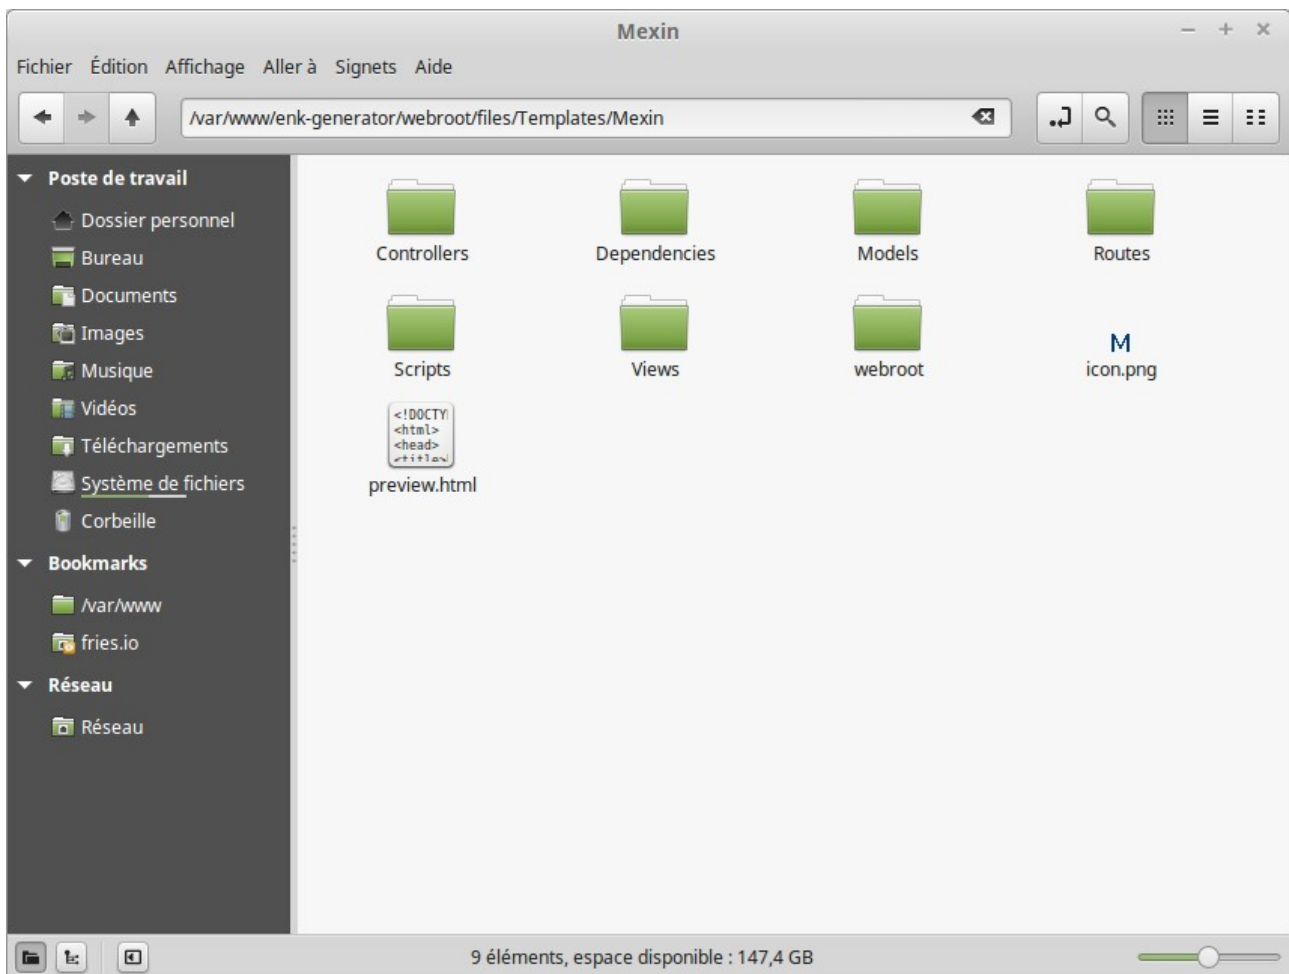 Mexin
Fichier Édition Affichage Aller à Signets Aide
/var/www/enk-generator/webroot/files/Templates/Mexin
Poste de travail
Dossier personnel
Bureau
Documents
Images
Musique
Vidéos
Téléchargements
Système de fichiers
Corbeille
Bookmarks
/var/www
fries.io
Réseau
Réseau
Controllers Dependencies Models Routes
M
Scripts Views webroot icon.png
<!DOCTY
<html>
<head>
<title>
preview.html
9 éléments, espace disponible : 147,4 GB